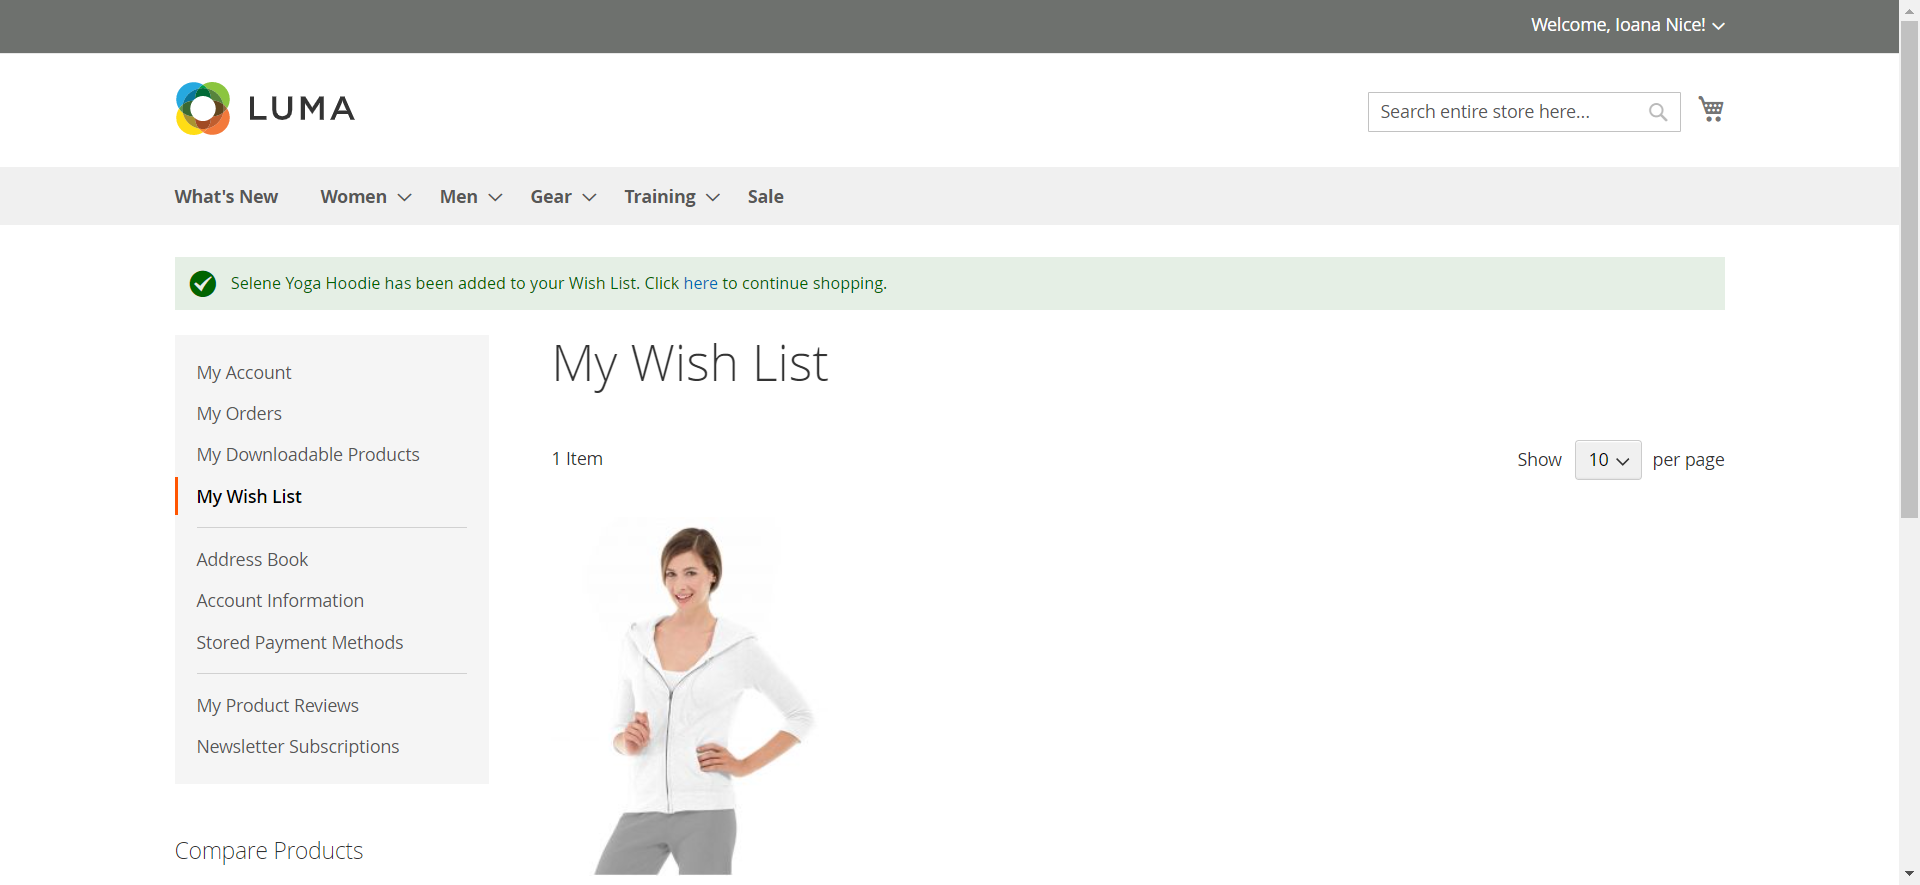 Welcome, Ioana Nice!
LUMA
Search entire store here...
What's New Women Men Gear Training Sale
Selene Yoga Hoodie has been added to your Wish List. Click here to continue shopping.
My Account
My Orders
My Downloadable Products
My Wish List
Address Book
Account Information
Stored Payment Methods
My Product Reviews
Newsletter Subscriptions
Compare Products
My Wish List
1 Item
Show 10 per page